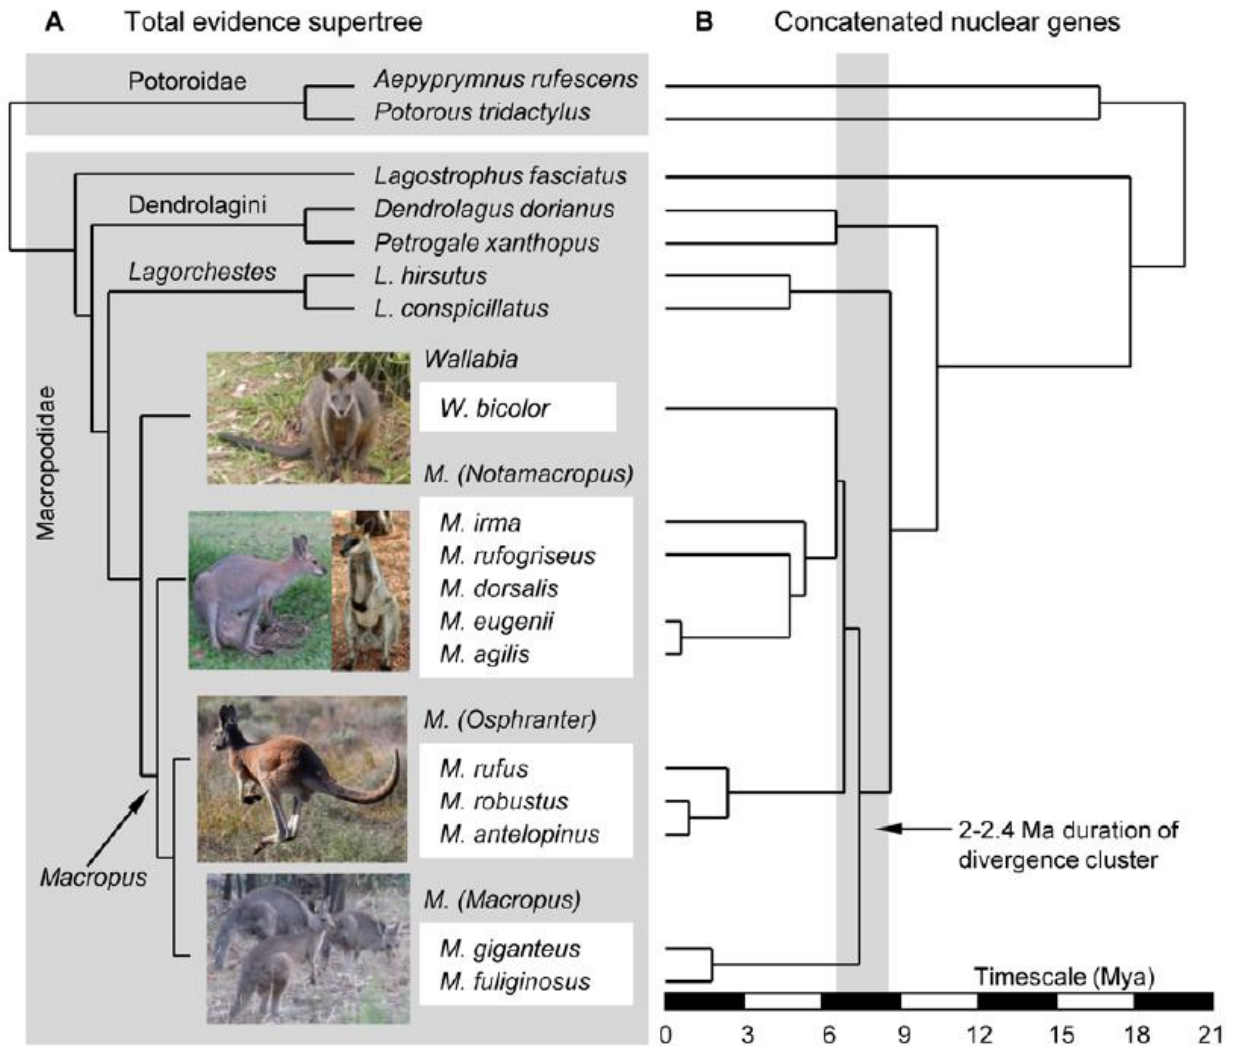 A Total evidence supertree
B Concatenated nuclear genes
Potoroidae
Aepyprymnus rufescens
Potorous tridactylus
Lagostrophus fasciatus
Dendrolagini
Dendrolagus dorianus
Petrogale xanthopus
Lagorchestes
L. hirsutus
L. conspicillatus
Macropodidae
Wallabia
W. bicolor
M. (Notamacropus)
M. irma
M. rufogriseus
M. dorsalis
M. eugenii
M. agilis
M. (Osphranter)
M. rufus
M. robustus
M. antelopinus
Macropus
M. (Macropus)
M. giganteus
M. fuliginosus
2-2.4 Ma duration of
divergence cluster
Timescale (Mya)
0 3 6 9 12 15 18 21